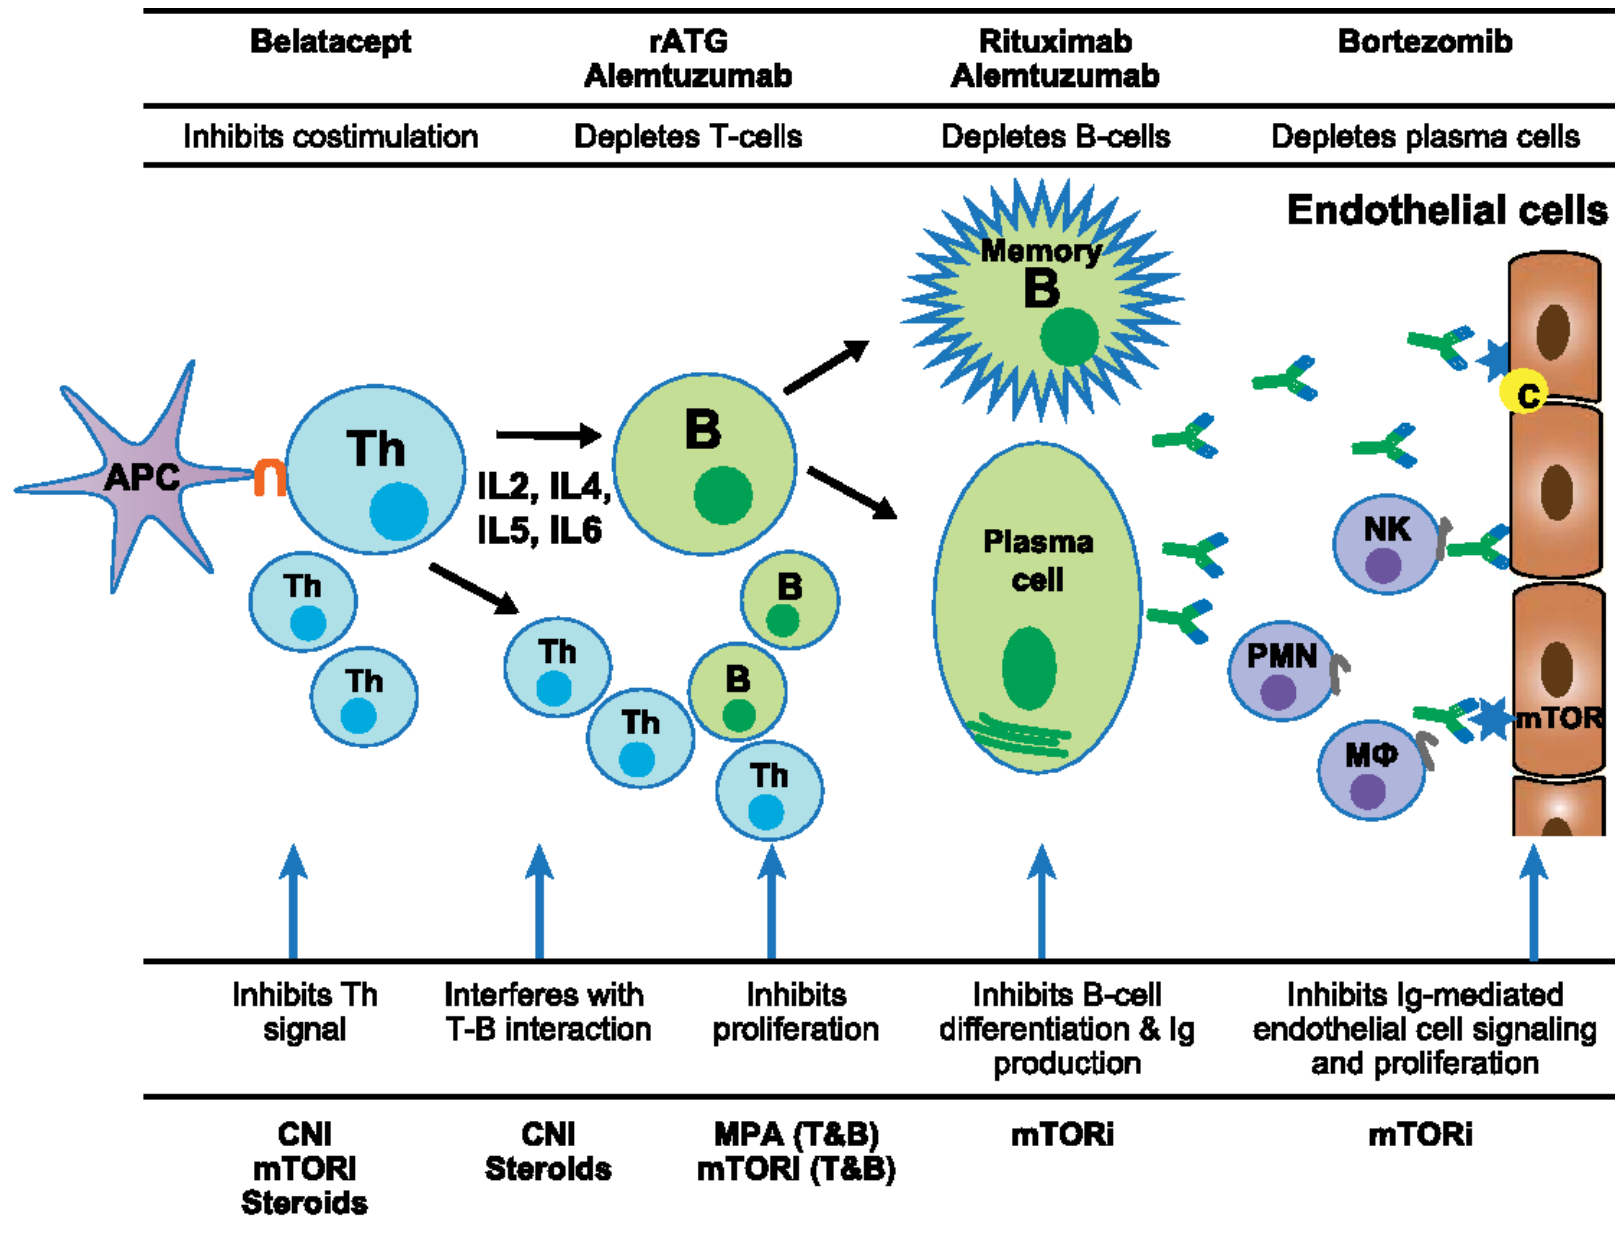 Belatacept
rATG
Alemtuzumab
Rituximab
Alemtuzumab
Bortezomib
Inhibits costimulation
Depletes T-cells
Depletes B-cells
Depletes plasma cells
Endothelial cells
Memory
B
APC
Th
IL2, IL4,
IL5, IL6
B
C
Plasma
cell
NK
Th
Th
B
Th
Th
B
Th
PMN
mTOR
MΦ
Inhibits Th
signal
Interferes with
T-B interaction
Inhibits
proliferation
Inhibits B-cell
differentiation & Ig
production
Inhibits Ig-mediated
endothelial cell signaling
and proliferation
CNI
mTORI
Steroids
CNI
Steroids
MPA (T&B)
mTORI (T&B)
mTORi
mTORi